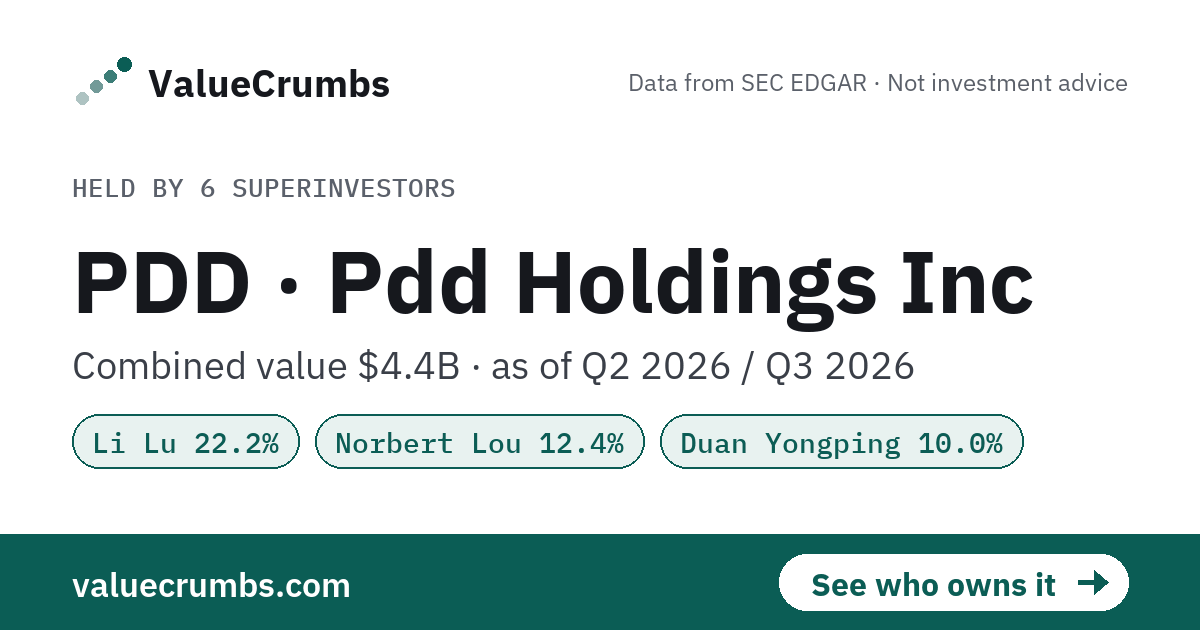 ValueCrumbs
Data from SEC EDGAR · Not investment advice
HELD BY 6 SUPERINVESTORS
PDD · Pdd Holdings Inc
Combined value $4.4B · as of Q2 2026 / Q3 2026
Li Lu 22.2%
Norbert Lou 12.4%
Duan Yongping 10.0%
valuecrumbs.com
See who owns it →